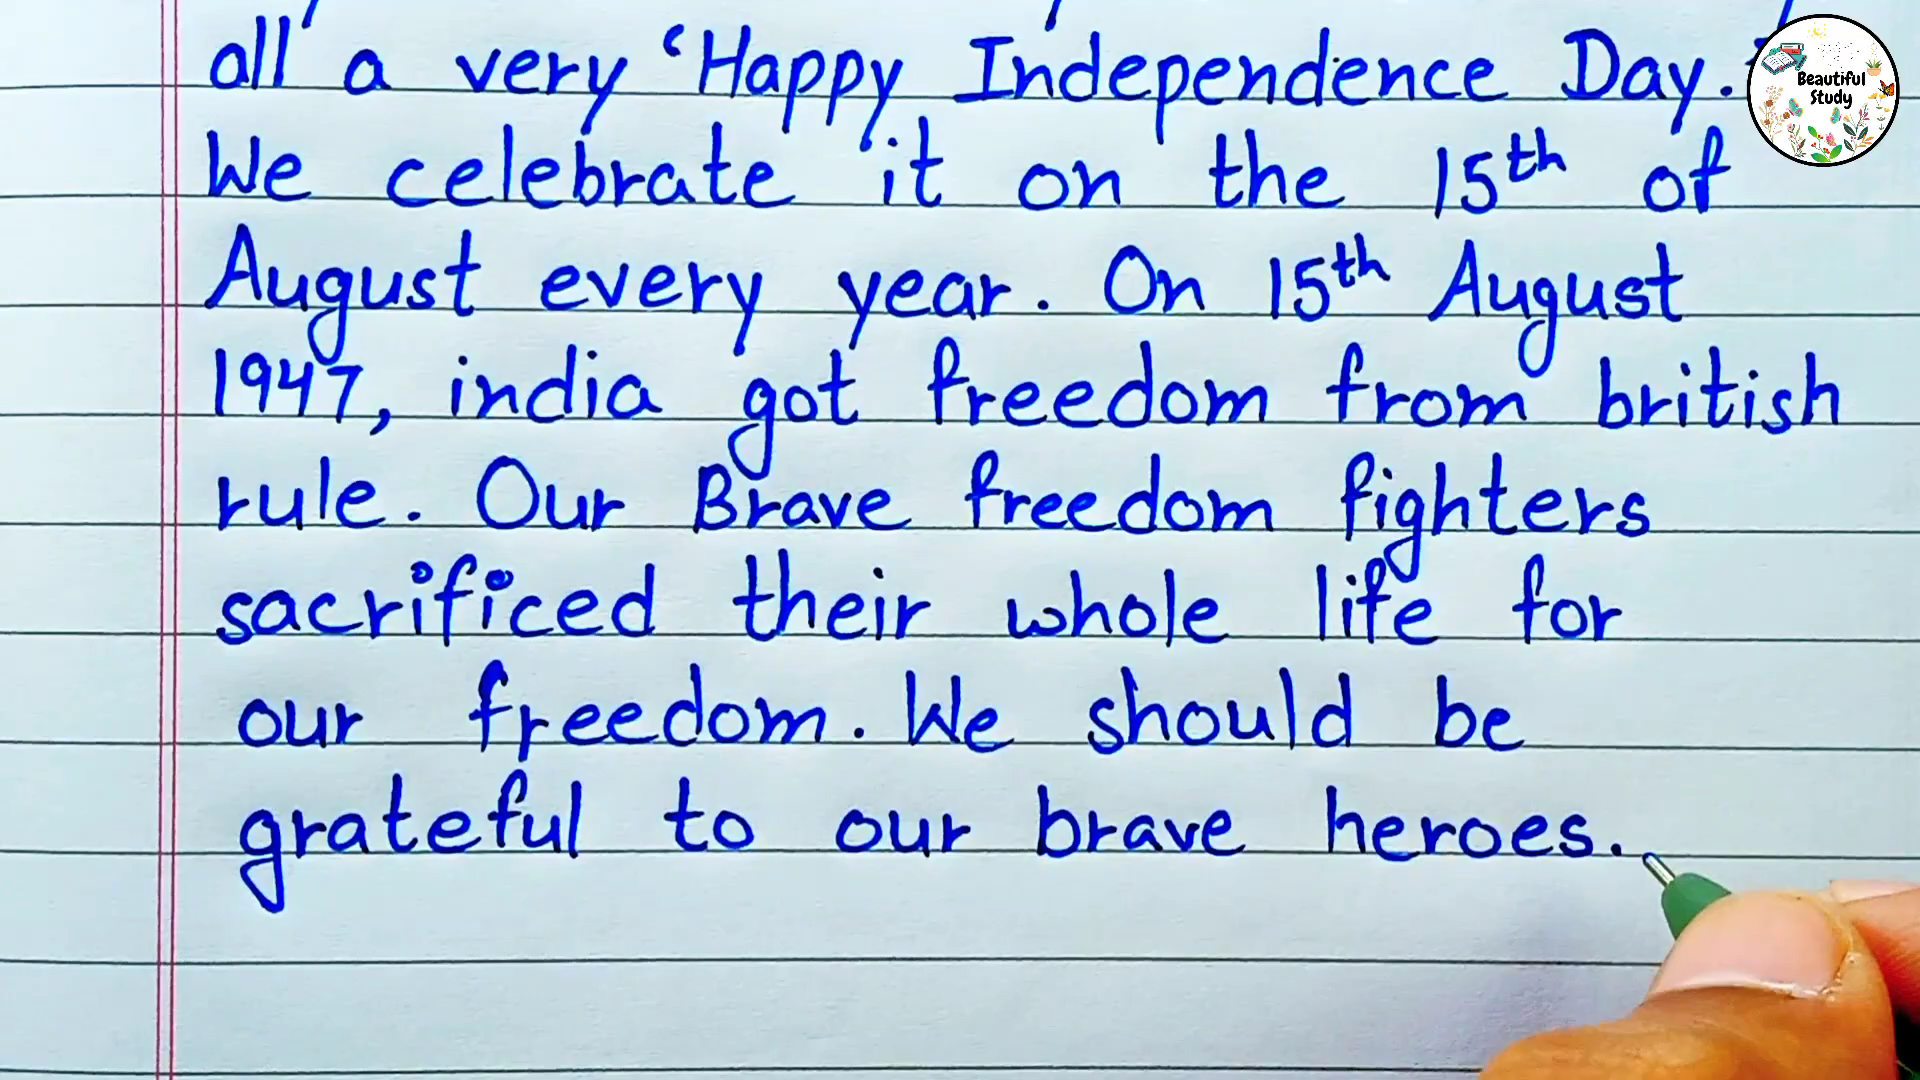 all a very ‘Happy Independence Day.’
We celebrate it on the 15th of
August every year. On 15th August
1947, india got freedom from british
rule. Our Brave freedom fighters
sacrificed their whole life for
our freedom. We should be
grateful to our brave heroes.
Beautiful
Study